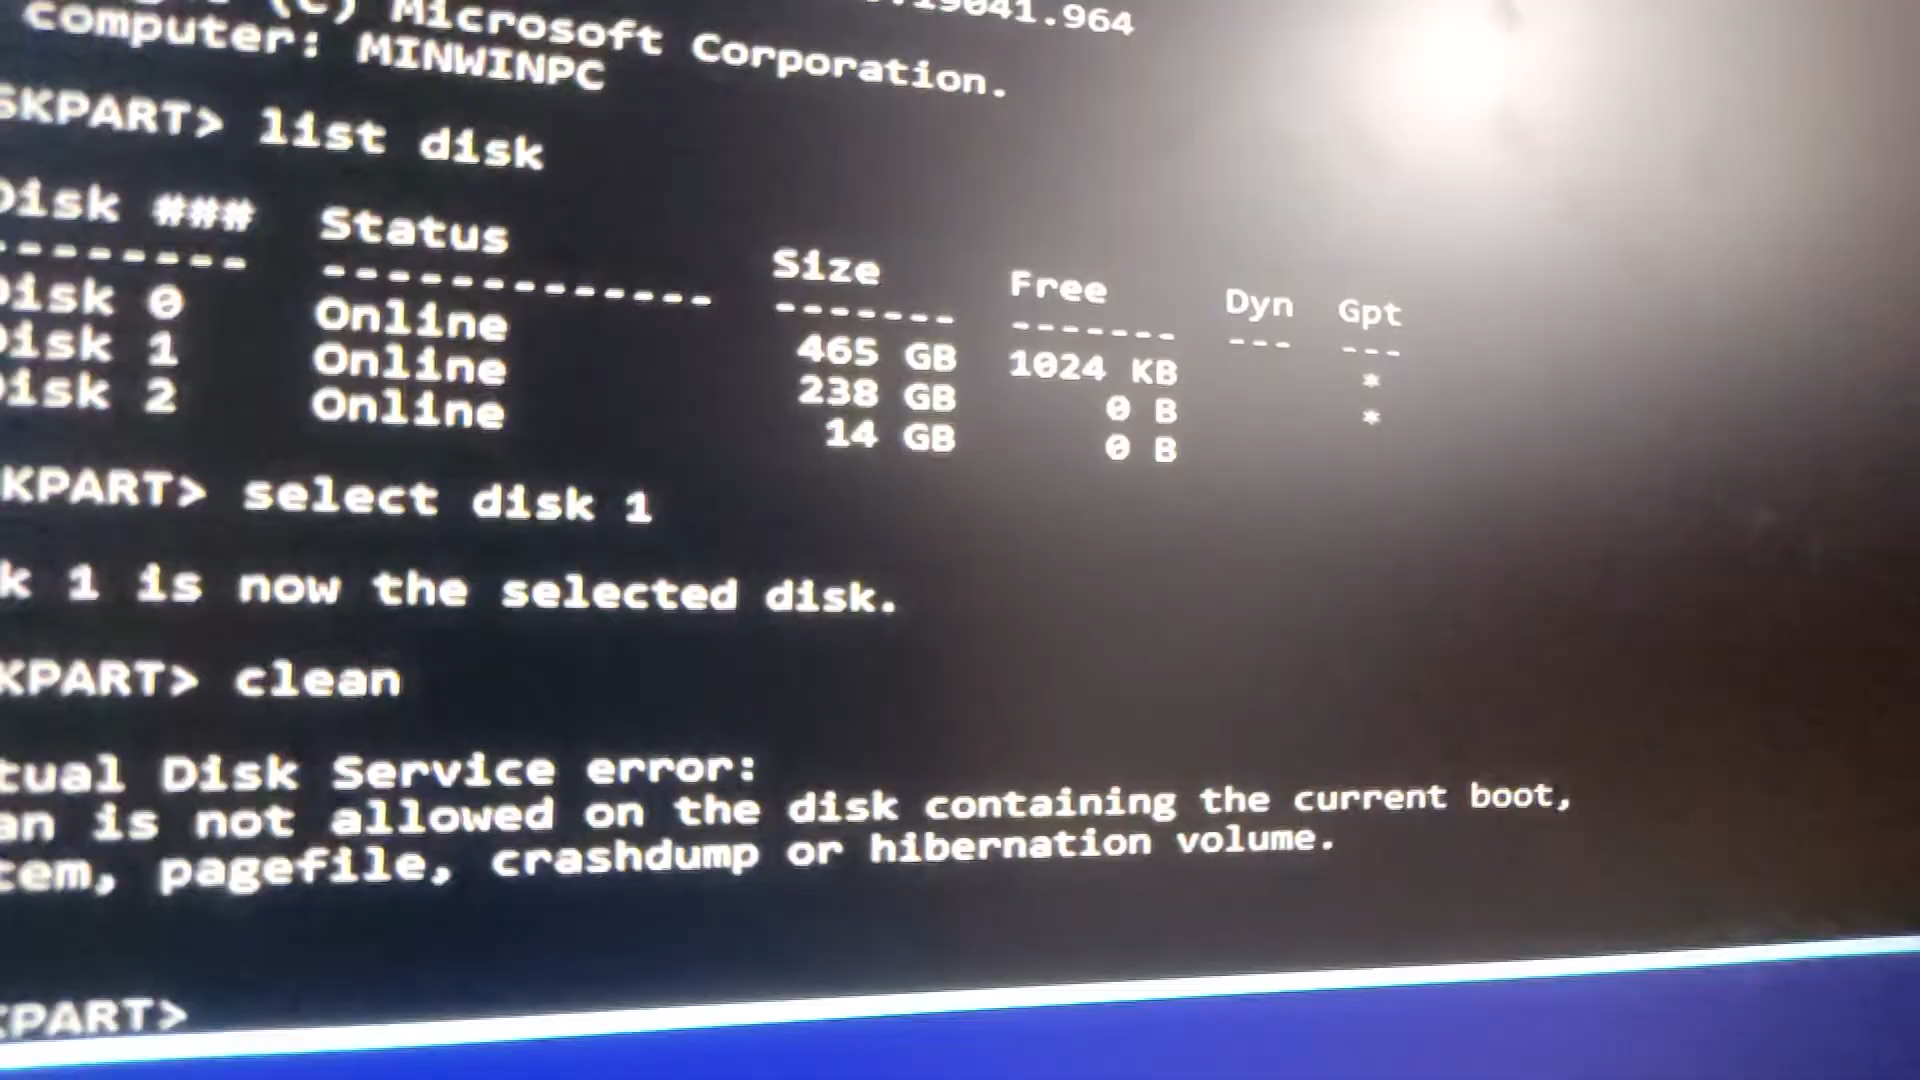 (C) Microsoft Corporation.
computer: MINWINPC
SKPART> list disk
Disk ### Status Size Free Dyn Gpt
-------- ------------- ------- ------- --- ---
Disk 0 Online 465 GB 1024 KB *
Disk 1 Online 238 GB 0 B *
Disk 2 Online 14 GB 0 B
KPART> select disk 1
k 1 is now the selected disk.
KPART> clean
tual Disk Service error:
an is not allowed on the disk containing the current boot,
tem, pagefile, crashdump or hibernation volume.
KPART>